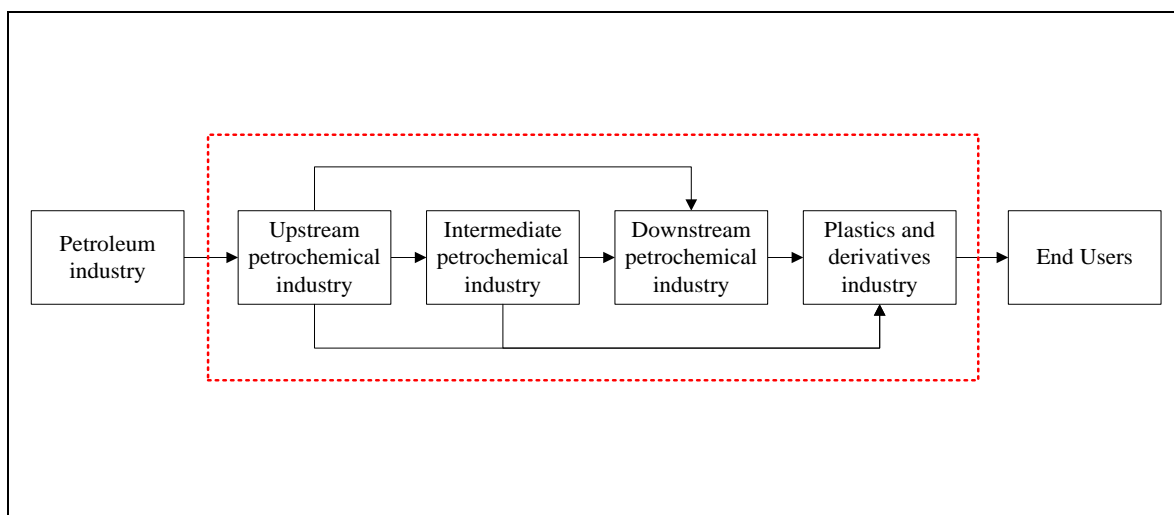 Petroleum
industry
Upstream
petrochemical
industry
Intermediate
petrochemical
industry
Downstream
petrochemical
industry
Plastics and
derivatives
industry
End Users